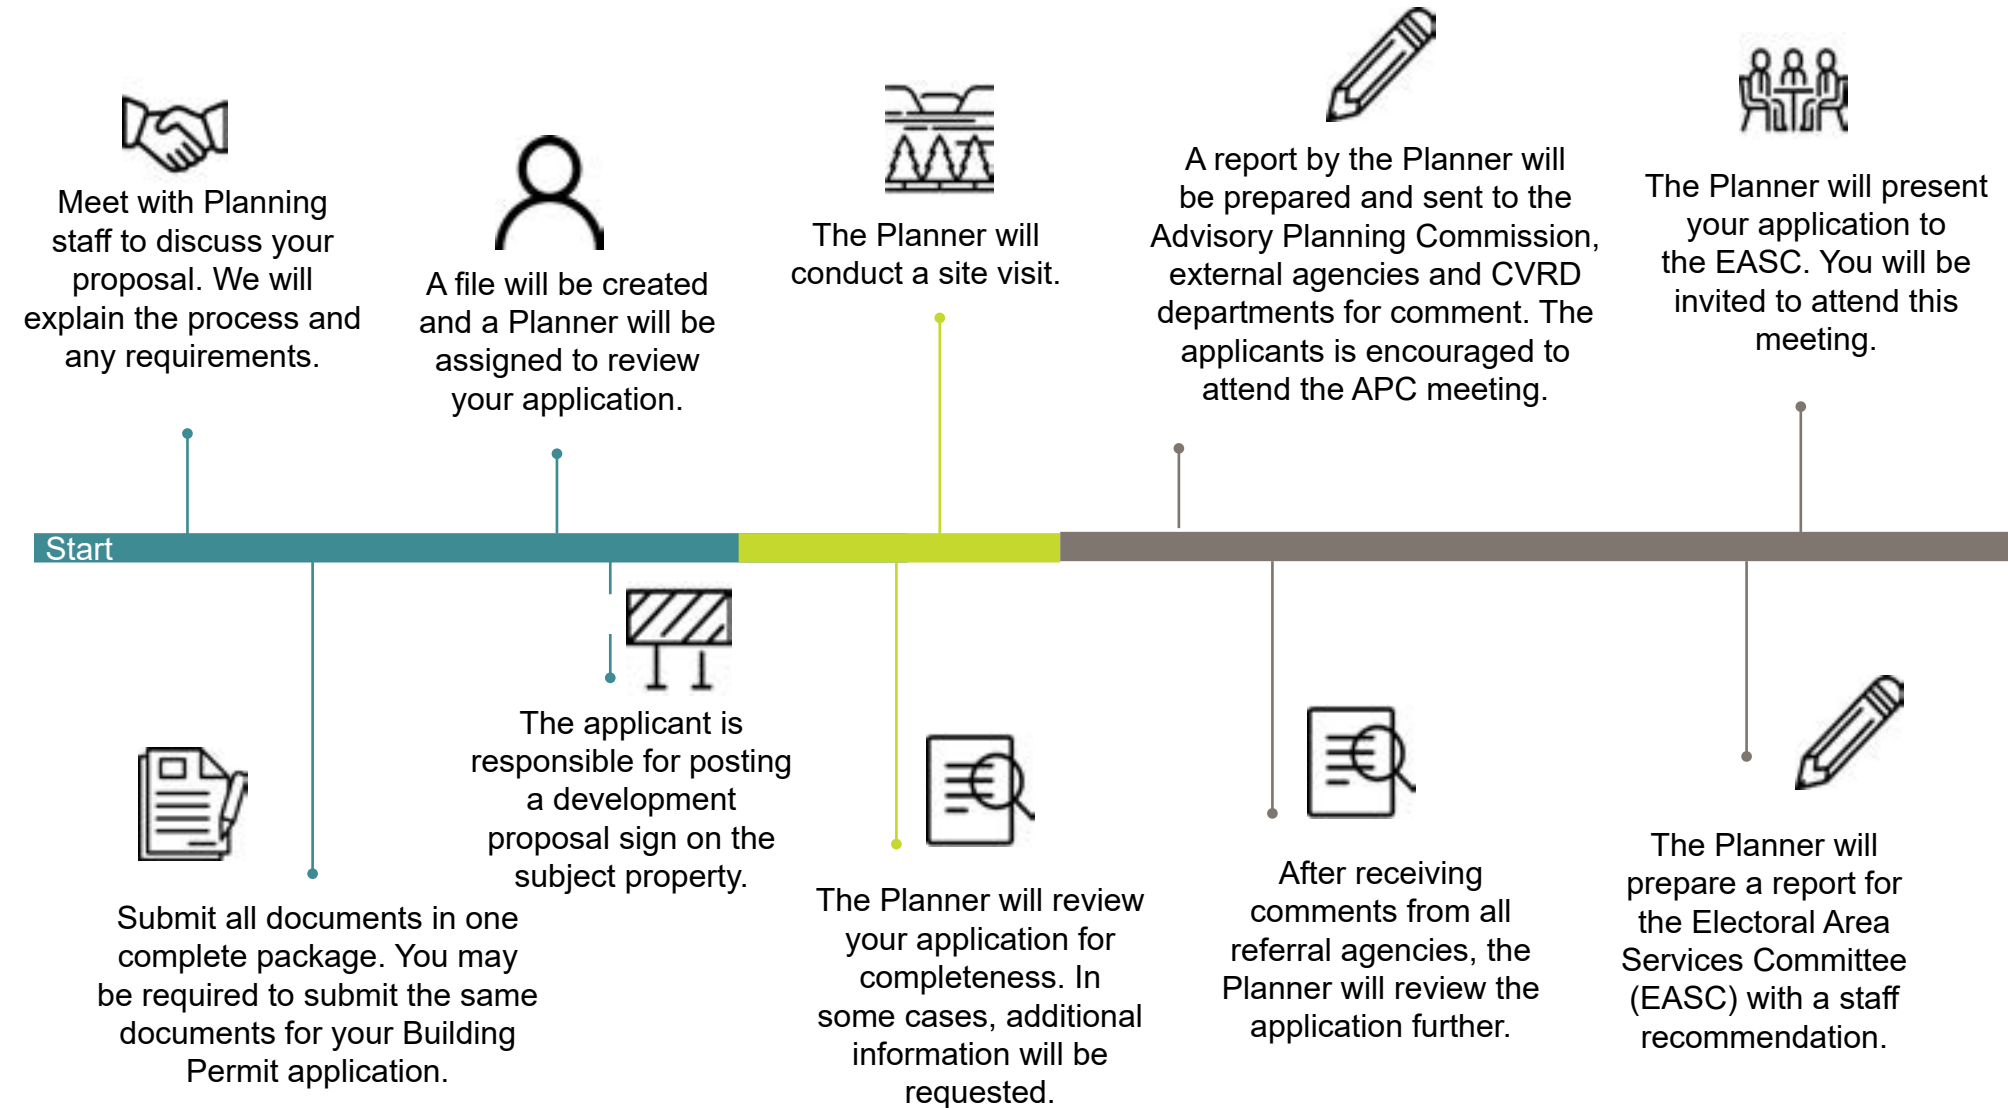 Meet with Planning
staff to discuss your
proposal. We will
explain the process and
any requirements.
A file will be created
and a Planner will be
assigned to review
your application.
The Planner will
conduct a site visit.
A report by the Planner will
be prepared and sent to the
Advisory Planning Commission,
external agencies and CVRD
departments for comment. The
applicants is encouraged to
attend the APC meeting.
The Planner will present
your application to
the EASC. You will be
invited to attend this
meeting.
Start
Submit all documents in one
complete package. You may
be required to submit the same
documents for your Building
Permit application.
The applicant is
responsible for posting
a development
proposal sign on the
subject property.
The Planner will review
your application for
completeness. In
some cases, additional
information will be
requested.
After receiving
comments from all
referral agencies, the
Planner will review the
application further.
The Planner will
prepare a report for
the Electoral Area
Services Committee
(EASC) with a staff
recommendation.